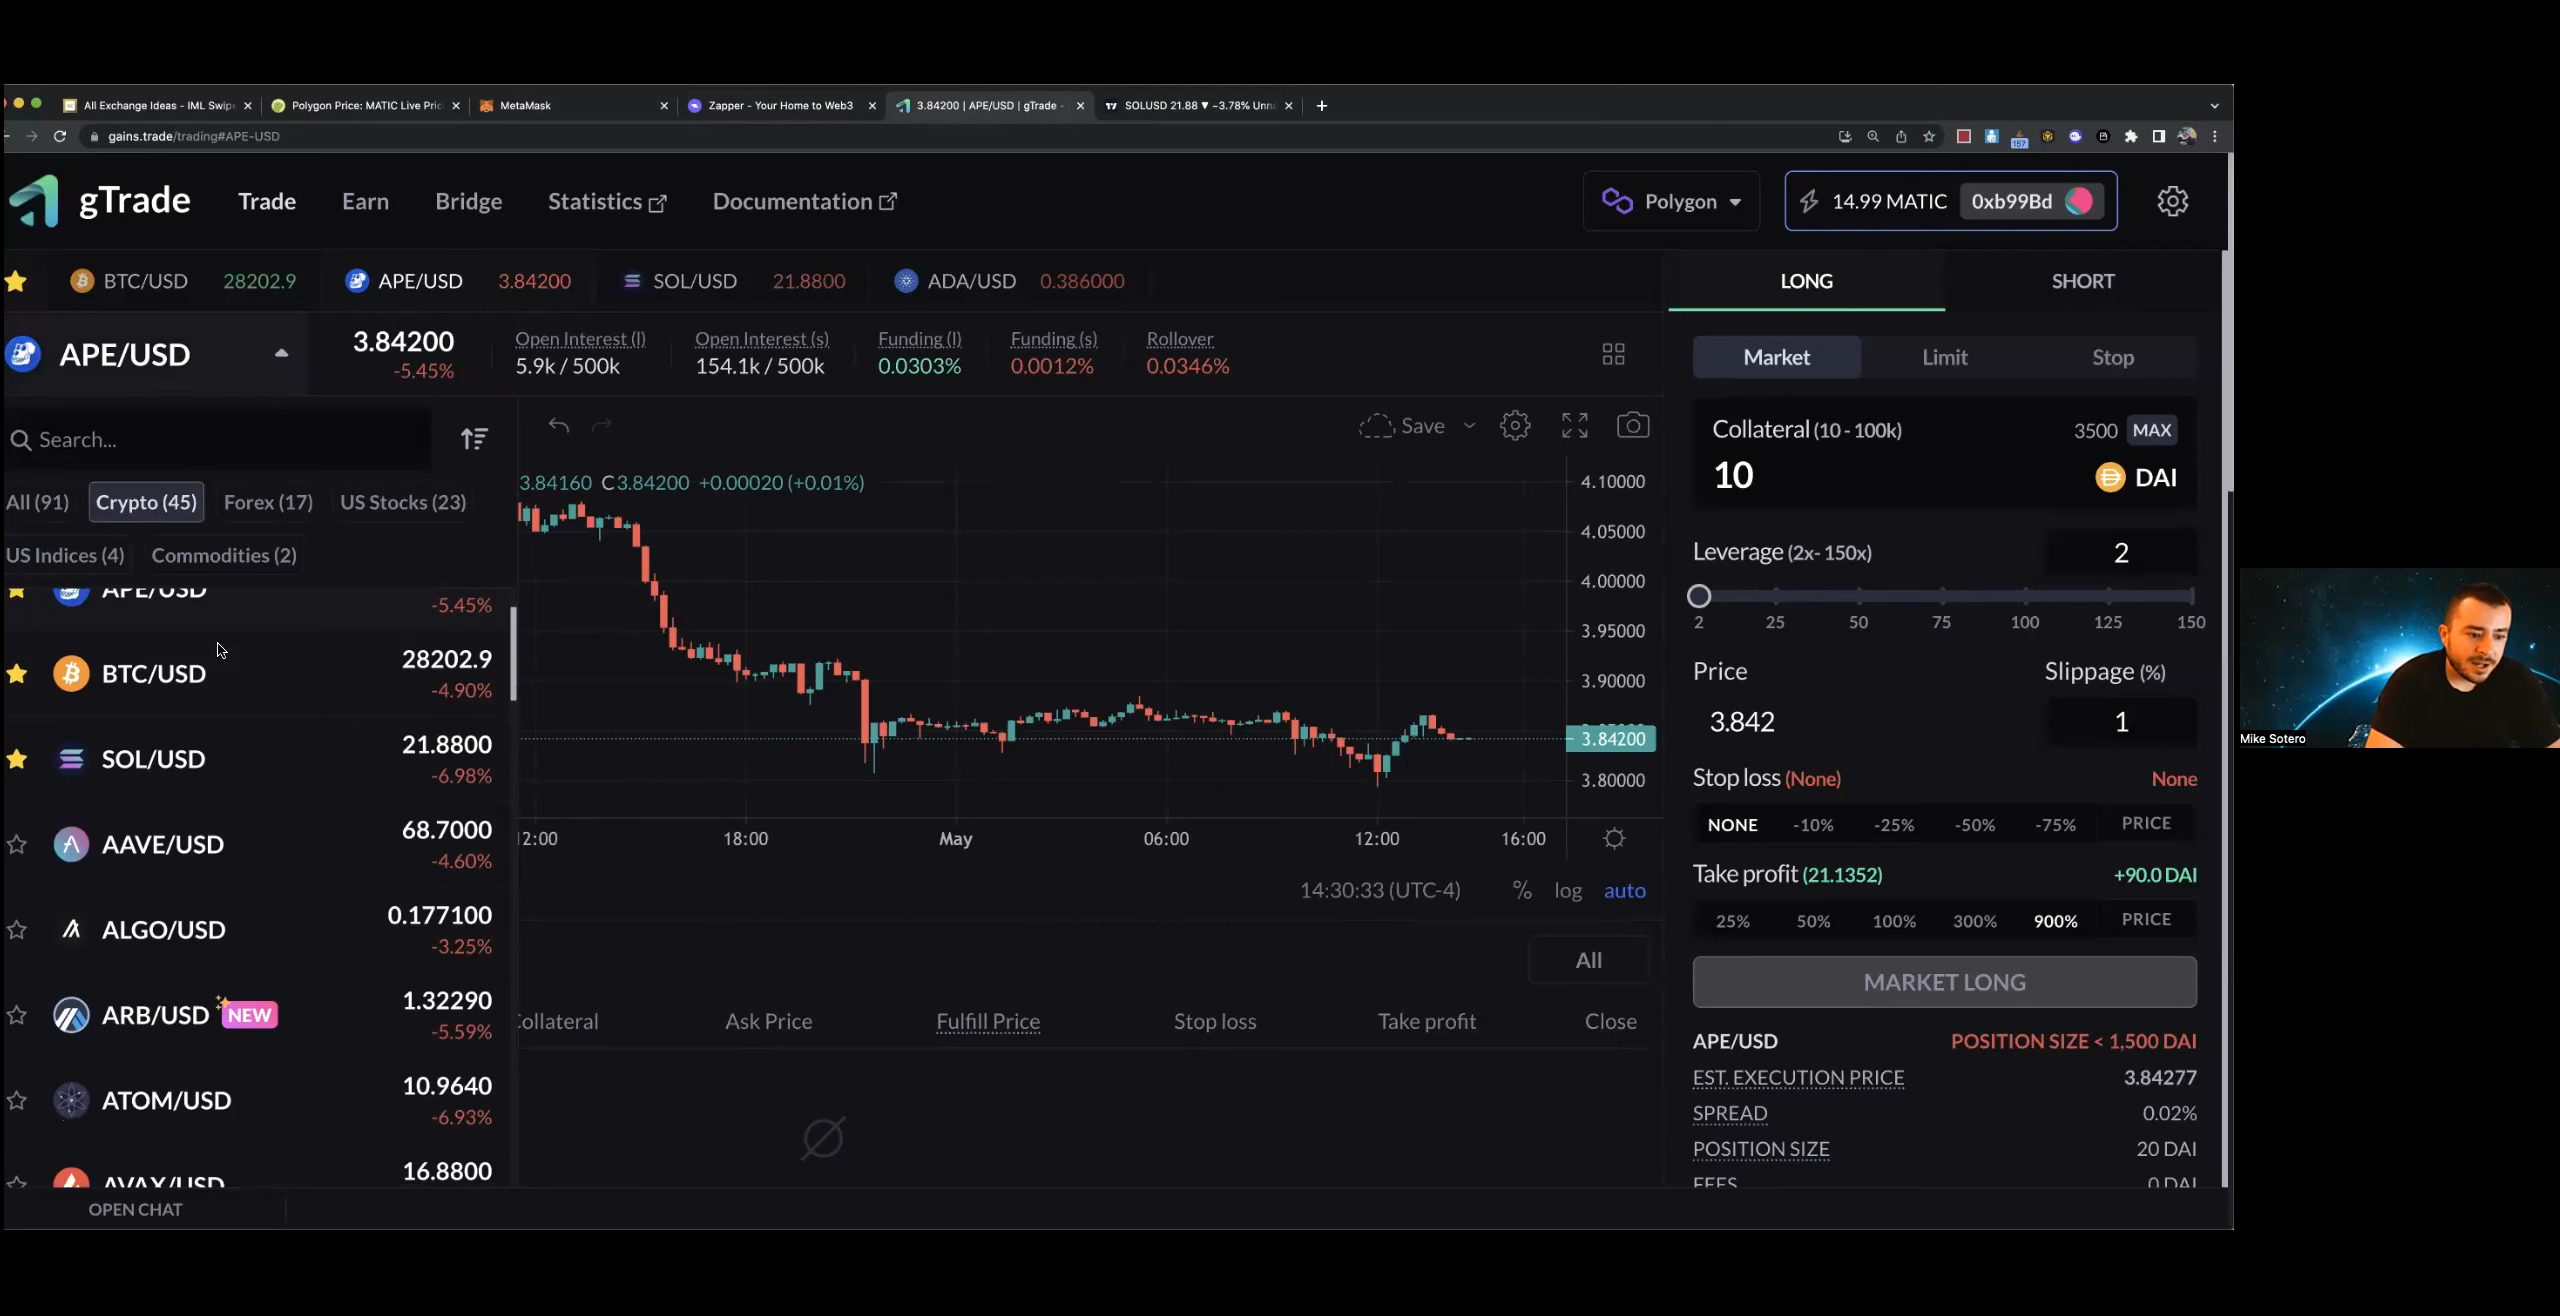 All Exchange Ideas - IML Swipe
Polygon Price: MATIC Live Pric
MetaMask
Zapper - Your Home to Web3
3.84200 | APE/USD | gTrade -
SOLUSD 21.88 ▼ −3.78% Unna
gains.trade/trading#APE-USD
157
gTrade
Trade
Earn
Bridge
Statistics
Documentation
Polygon
14.99 MATIC
0xb99Bd
BTC/USD 28202.9
APE/USD 3.84200
SOL/USD 21.8800
ADA/USD 0.386000
APE/USD
3.84200
-5.45%
Open Interest (l)
5.9k / 500k
Open Interest (s)
154.1k / 500k
Funding (l)
0.0303%
Funding (s)
0.0012%
Rollover
0.0346%
Search...
All (91)
Crypto (45)
Forex (17)
US Stocks (23)
US Indices (4)
Commodities (2)
APE/USD
-5.45%
BTC/USD
28202.9
-4.90%
SOL/USD
21.8800
-6.98%
AAVE/USD
68.7000
-4.60%
ALGO/USD
0.177100
-3.25%
ARB/USD NEW
1.32290
-5.59%
ATOM/USD
10.9640
-6.93%
AVAX/USD
16.8800
OPEN CHAT
Save
3.84160 C3.84200 +0.00020 (+0.01%)
4.10000
4.05000
4.00000
3.95000
3.90000
3.84200
3.80000
12:00
18:00
May
06:00
12:00
16:00
14:30:33 (UTC-4)
%
log
auto
All
Collateral
Ask Price
Fulfill Price
Stop loss
Take profit
Close
LONG
SHORT
Market
Limit
Stop
Collateral (10 - 100k)
3500 MAX
10
DAI
Leverage (2x- 150x)
2
2 25 50 75 100 125 150
Price
Slippage (%)
3.842
1
Stop loss (None)
None
NONE -10% -25% -50% -75% PRICE
Take profit (21.1352)
+90.0 DAI
25% 50% 100% 300% 900% PRICE
MARKET LONG
APE/USD
POSITION SIZE < 1,500 DAI
EST. EXECUTION PRICE
3.84277
SPREAD
0.02%
POSITION SIZE
20 DAI
FEES
0 DAI
Mike Sotero